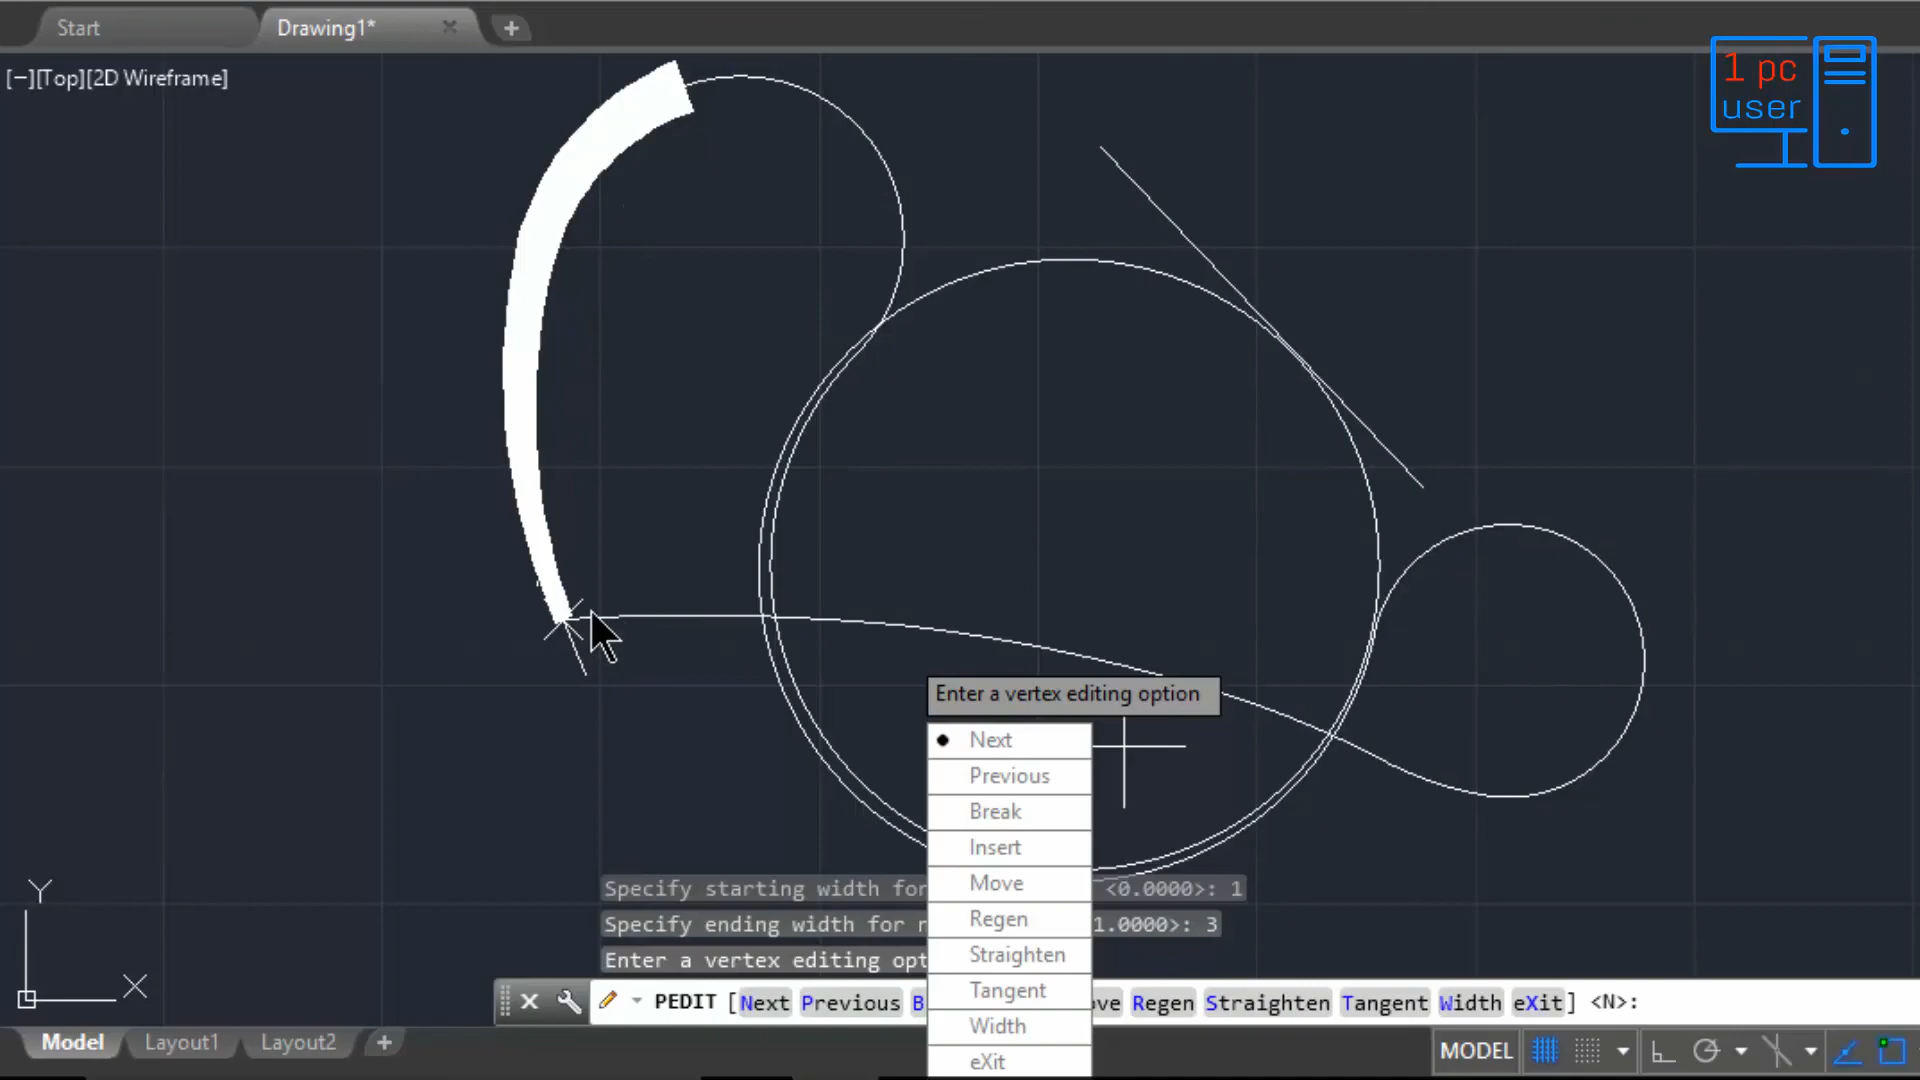 Start
Drawing1*
[−][Top][2D Wireframe]
1 pc
user
Enter a vertex editing option
Next
Previous
Break
Insert
Move
Regen
Straighten
Tangent
Width
eXit
Specify starting width for <0.0000>: 1
Specify ending width for 1.0000>: 3
Enter a vertex editing
PEDIT [Next Previous Regen Straighten Tangent Width eXit] <N>:
Y
X
Model
Layout1
Layout2
MODEL